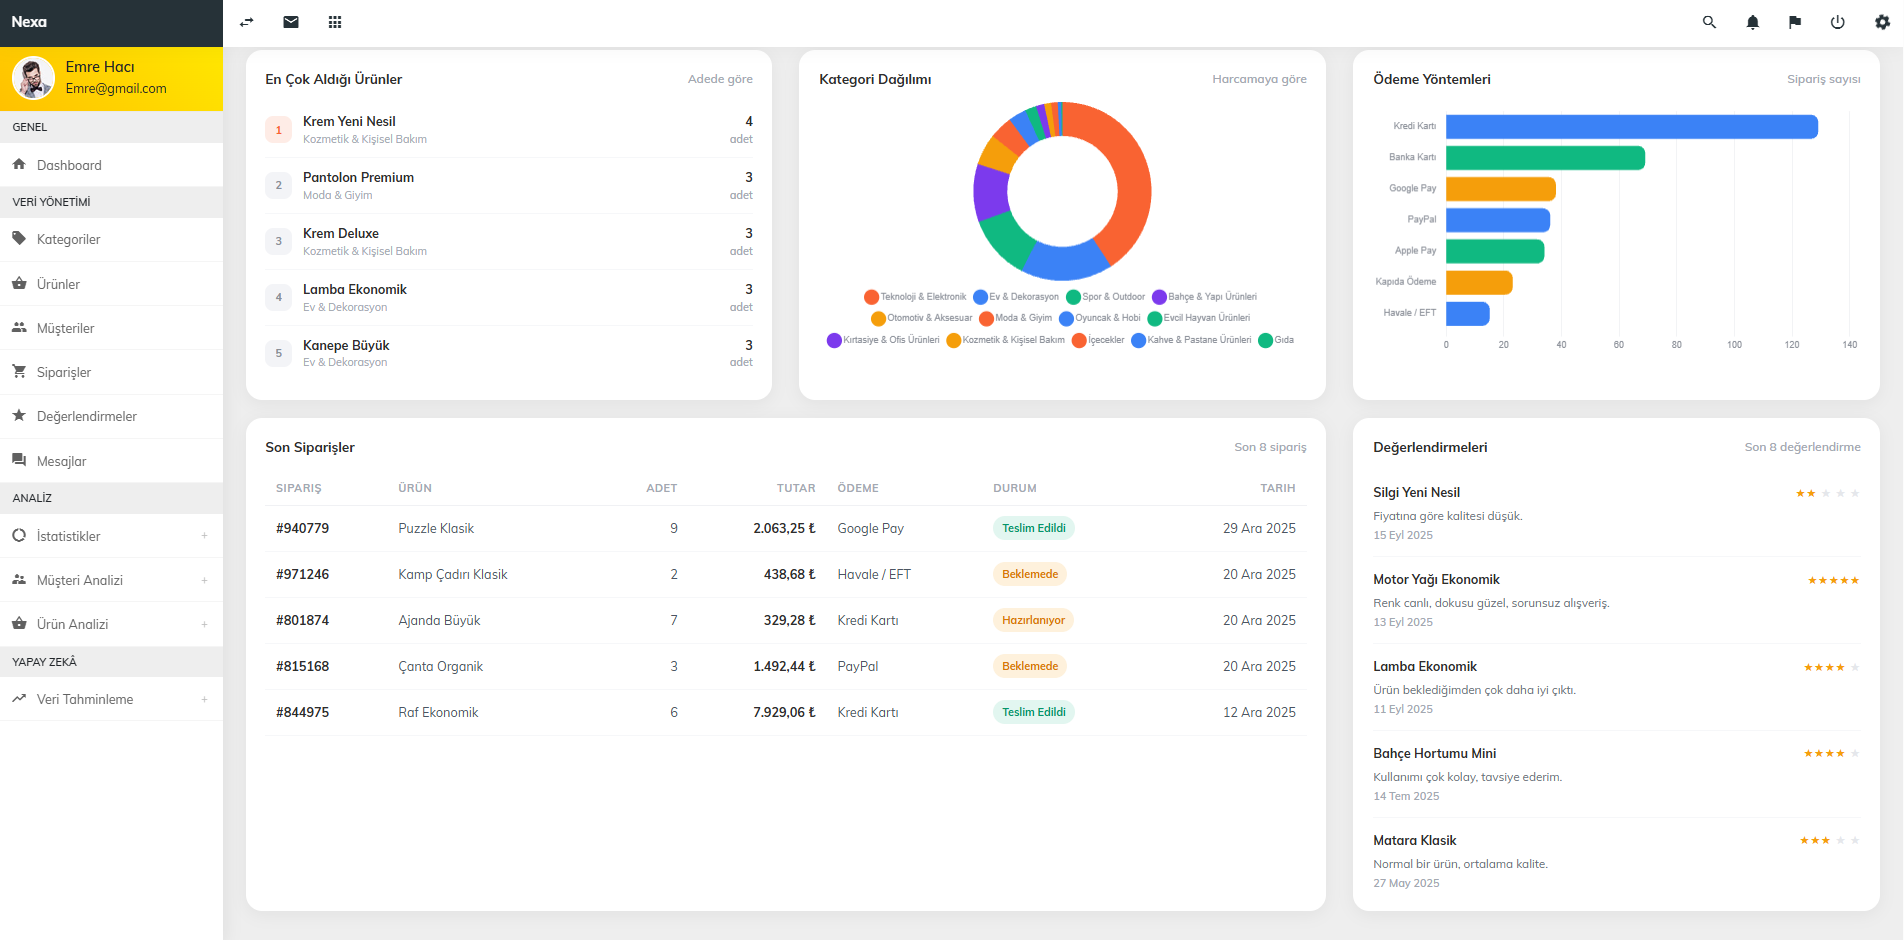 Nexa
Emre Hacı
Emre@gmail.com
GENEL
Dashboard
VERİ YÖNETİMİ
Kategoriler
Ürünler
Müşteriler
Siparişler
Değerlendirmeler
Mesajlar
ANALİZ
İstatistikler +
Müşteri Analizi +
Ürün Analizi +
YAPAY ZEKÂ
Veri Tahminleme +
En Çok Aldığı Ürünler Adede göre
1 Krem Yeni Nesil 4
Kozmetik & Kişisel Bakım adet
2 Pantolon Premium 3
Moda & Giyim adet
3 Krem Deluxe 3
Kozmetik & Kişisel Bakım adet
4 Lamba Ekonomik 3
Ev & Dekorasyon adet
5 Kanepe Büyük 3
Ev & Dekorasyon adet
Kategori Dağılımı Harcamaya göre
Teknoloji & Elektronik Ev & Dekorasyon Spor & Outdoor Bahçe & Yapı Ürünleri
Otomotiv & Aksesuar Moda & Giyim Oyuncak & Hobi Evcil Hayvan Ürünleri
Kırtasiye & Ofis Ürünleri Kozmetik & Kişisel Bakım İçecekler Kahve & Pastane Ürünleri Gıda
Ödeme Yöntemleri Sipariş sayısı
Kredi Kartı
Banka Kartı
Google Pay
PayPal
Apple Pay
Kapıda Ödeme
Havale / EFT
0 20 40 60 80 100 120 140
Son Siparişler Son 8 sipariş
SIPARIŞ ÜRÜN ADET TUTAR ÖDEME DURUM TARIH
#940779 Puzzle Klasik 9 2.063,25 ₺ Google Pay Teslim Edildi 29 Ara 2025
#971246 Kamp Çadırı Klasik 2 438,68 ₺ Havale / EFT Beklemede 20 Ara 2025
#801874 Ajanda Büyük 7 329,28 ₺ Kredi Kartı Hazırlanıyor 20 Ara 2025
#815168 Çanta Organik 3 1.492,44 ₺ PayPal Beklemede 20 Ara 2025
#844975 Raf Ekonomik 6 7.929,06 ₺ Kredi Kartı Teslim Edildi 12 Ara 2025
Değerlendirmeleri Son 8 değerlendirme
Silgi Yeni Nesil
Fiyatına göre kalitesi düşük.
15 Eyl 2025
Motor Yağı Ekonomik
Renk canlı, dokusu güzel, sorunsuz alışveriş.
13 Eyl 2025
Lamba Ekonomik
Ürün beklediğimden çok daha iyi çıktı.
11 Eyl 2025
Bahçe Hortumu Mini
Kullanımı çok kolay, tavsiye ederim.
14 Tem 2025
Matara Klasik
Normal bir ürün, ortalama kalite.
27 May 2025